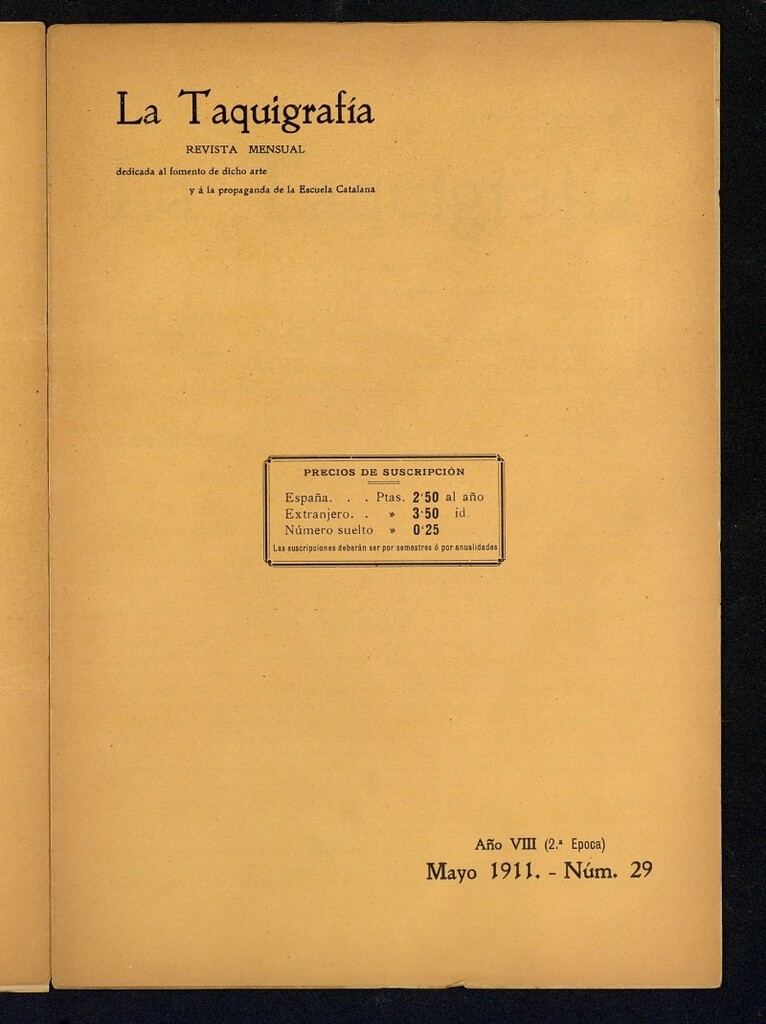 La Taquigrafía
REVISTA MENSUAL
dedicada al fomento de dicho arte
y á la propaganda de la Escuela Catalana
PRECIOS DE SUSCRIPCIÓN
España. . . Ptas. 2'50 al año
Extranjero. . » 3'50 id.
Número suelto » 0'25
Las suscripciones deberán ser por semestres ó por anualidades
Año VIII (2.ª Epoca)
Mayo 1911. - Núm. 29